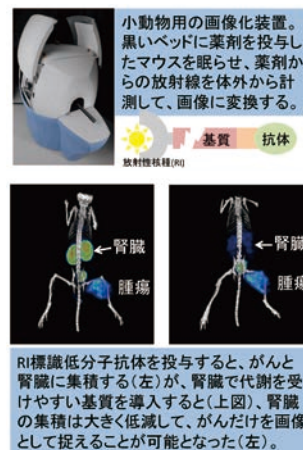 小動物用の画像化装置。
黒いベッドに薬剤を投与し
たマウスを眠らせ、薬剤か
らの放射線を体外から計
測して、画像に変換する。
基質
抗体
放射性核種(RI)
腎臓
腫瘍
腎臓
腫瘍
RI標識低分子抗体を投与すると、がんと
腎臓に集積する(左)が、腎臓で代謝を受
けやすい基質を導入すると(上図)、腎臓
の集積は大きく低減して、がんだけを画像
として捉えることが可能となった(左)。